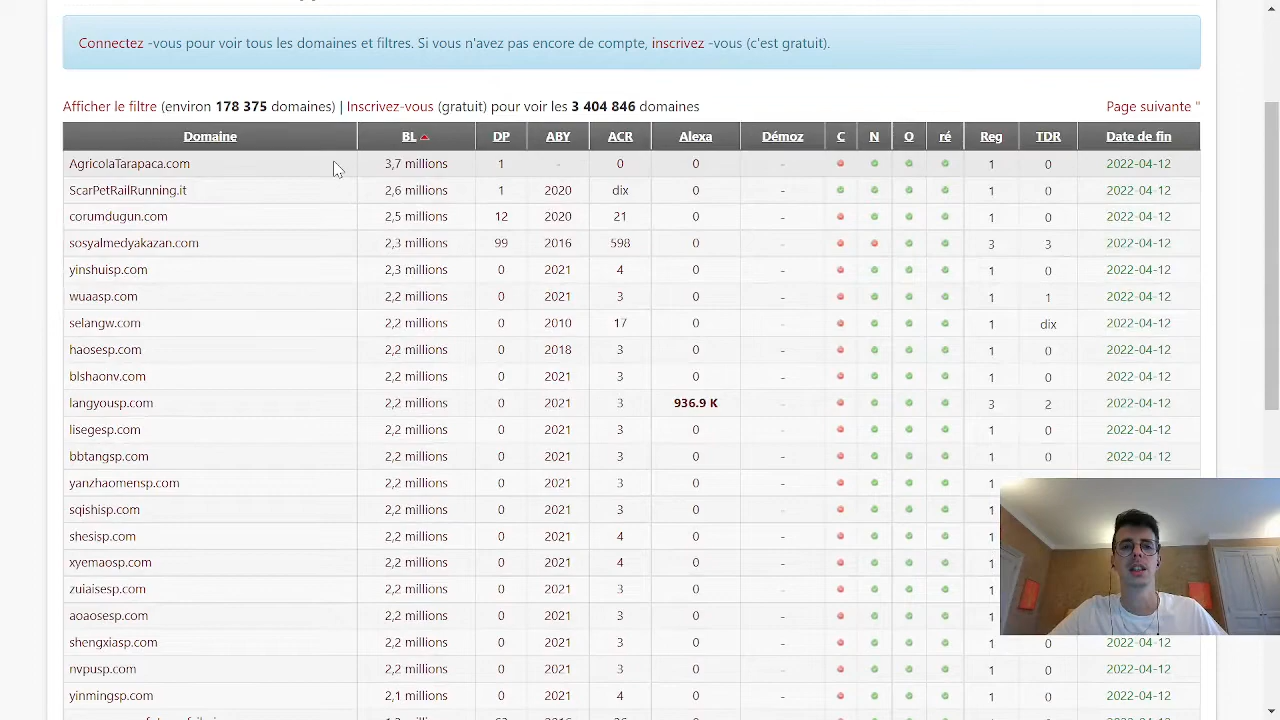 Connectez -vous pour voir tous les domaines et filtres. Si vous n'avez pas encore de compte, inscrivez -vous (c'est gratuit).
Afficher le filtre (environ 178 375 domaines) | Inscrivez-vous (gratuit) pour voir les 3 404 846 domaines Page suivante "
Domaine BL DP ABY ACR Alexa Démoz C N O ré Reg TDR Date de fin
AgricolaTarapaca.com 3,7 millions 1 - 0 0 - 1 0 2022-04-12
ScarPetRailRunning.it 2,6 millions 1 2020 dix 0 - 1 0 2022-04-12
corumdugun.com 2,5 millions 12 2020 21 0 - 1 0 2022-04-12
sosyalmedyakazan.com 2,3 millions 99 2016 598 0 - 3 3 2022-04-12
yinshuisp.com 2,3 millions 0 2021 4 0 - 1 0 2022-04-12
wuaasp.com 2,2 millions 0 2021 3 0 - 1 1 2022-04-12
selangw.com 2,2 millions 0 2010 17 0 - 1 dix 2022-04-12
haosesp.com 2,2 millions 0 2018 3 0 - 1 0 2022-04-12
blshaonv.com 2,2 millions 0 2021 3 0 - 1 0 2022-04-12
langyousp.com 2,2 millions 0 2021 3 936.9 K - 3 2 2022-04-12
lisegesp.com 2,2 millions 0 2021 3 0 - 1 0 2022-04-12
bbtangsp.com 2,2 millions 0 2021 3 0 - 1 0 2022-04-12
yanzhaomensp.com 2,2 millions 0 2021 3 0 - 1
sqishisp.com 2,2 millions 0 2021 3 0 - 1
shesisp.com 2,2 millions 0 2021 4 0 - 1
xyemaosp.com 2,2 millions 0 2021 4 0 - 1
zuiaisesp.com 2,2 millions 0 2021 3 0 - 1
aoaosesp.com 2,2 millions 0 2021 3 0 - 1
shengxiasp.com 2,2 millions 0 2021 3 0 - 1 0 2022-04-12
nvpusp.com 2,2 millions 0 2021 3 0 - 1 0 2022-04-12
yinmingsp.com 2,1 millions 0 2021 4 0 - 1 0 2022-04-12